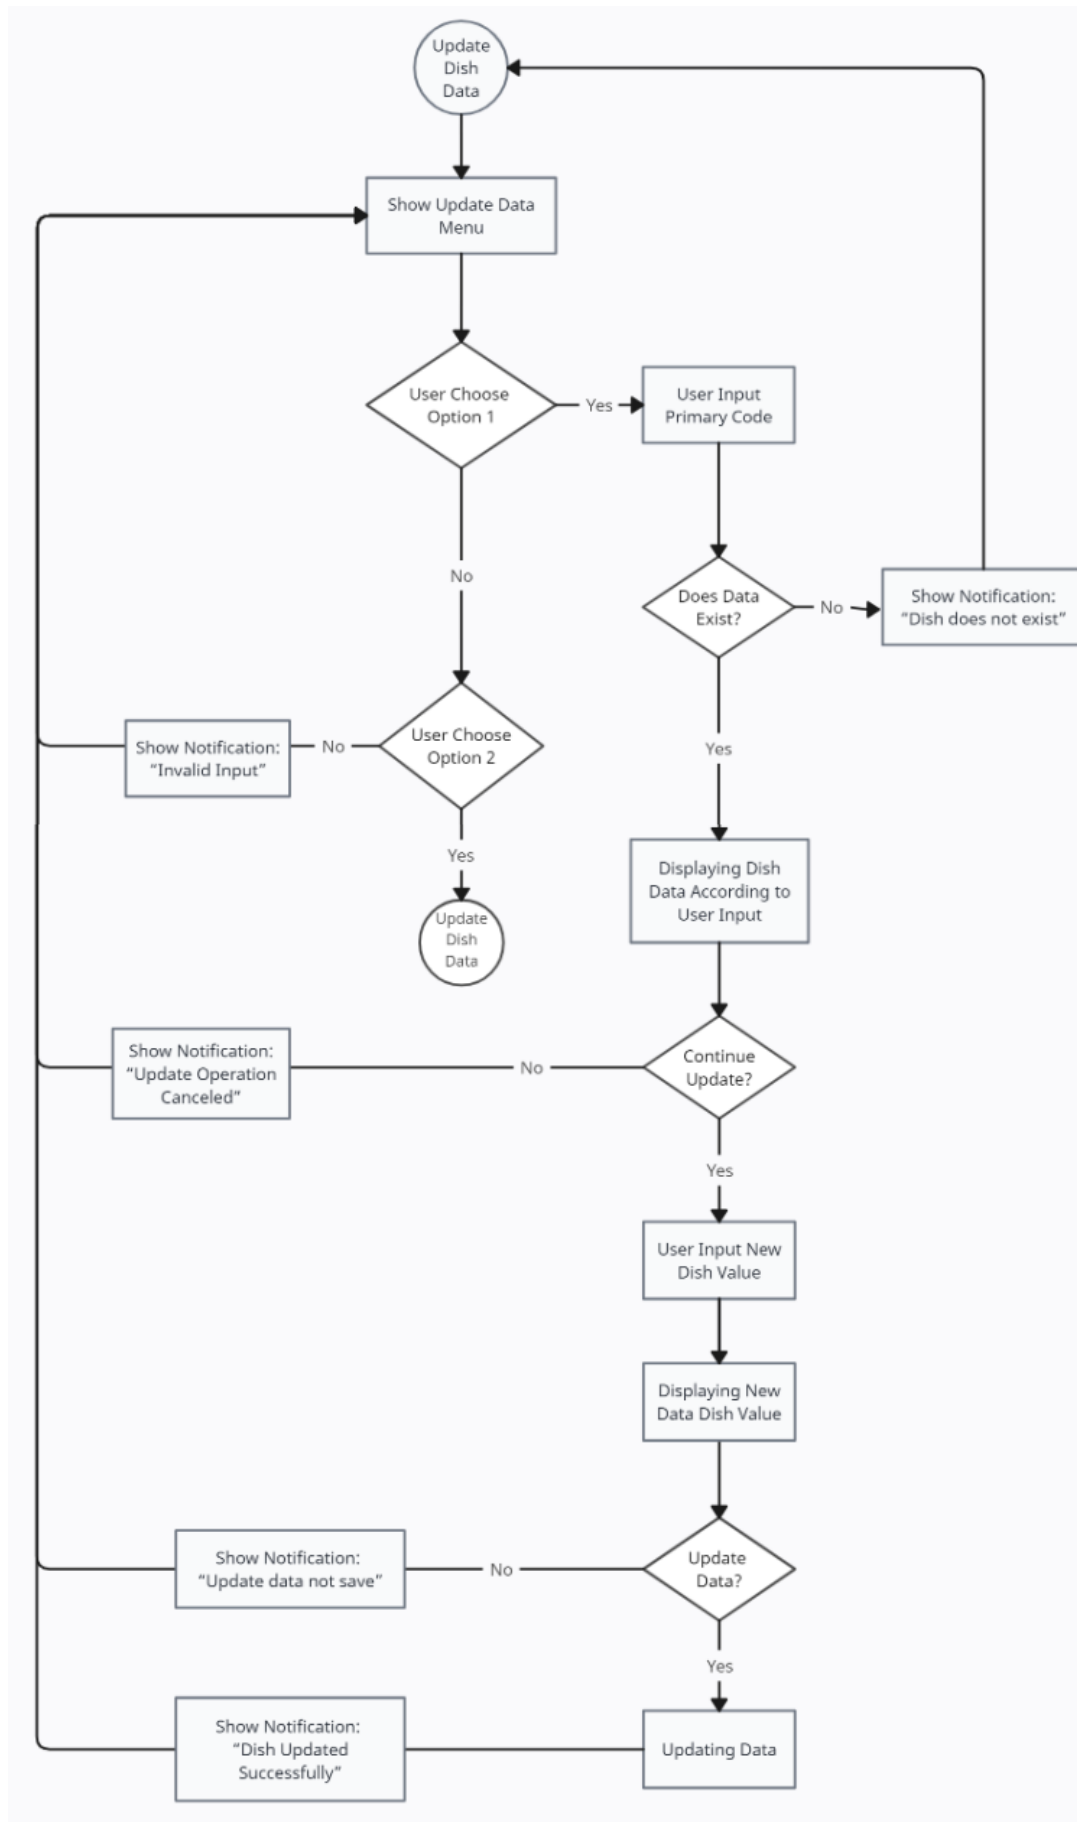 Update
Dish
Data
Show Update Data
Menu
User Choose
Option 1
Yes
User Input
Primary Code
No
Does Data
Exist?
No
Show Notification:
“Dish does not exist”
Yes
User Choose
Option 2
No
Show Notification:
“Invalid Input”
Yes
Update
Dish
Data
Displaying Dish
Data According to
User Input
Continue
Update?
No
Show Notification:
“Update Operation
Canceled”
Yes
User Input New
Dish Value
Displaying New
Data Dish Value
Update
Data?
No
Show Notification:
“Update data not save”
Yes
Updating Data
Show Notification:
“Dish Updated
Successfully”